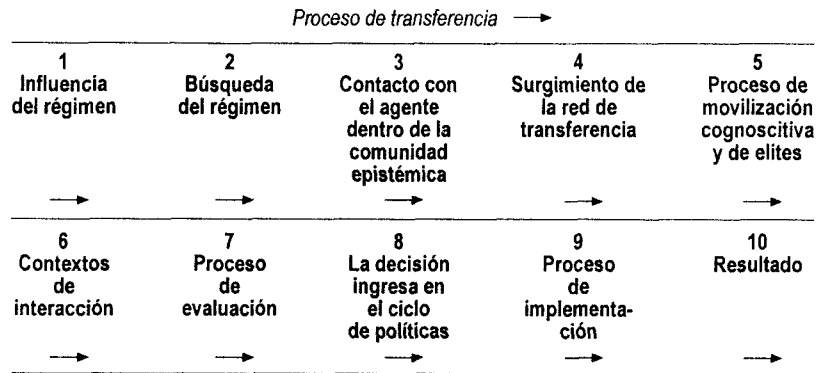 Proceso de transferencia →
1 2 3 4 5
Influencia Búsqueda Contacto con Surgimiento de Proceso de
del régimen del régimen el agente la red de movilización
dentro de la transferencia cognoscitiva
comunidad y de elites
epistémica
→ → → → →
6 7 8 9 10
Contextos Proceso La decisión Proceso Resultado
de de ingresa en de
interacción evaluación el ciclo implementa-
de políticas ción
→ → → → →